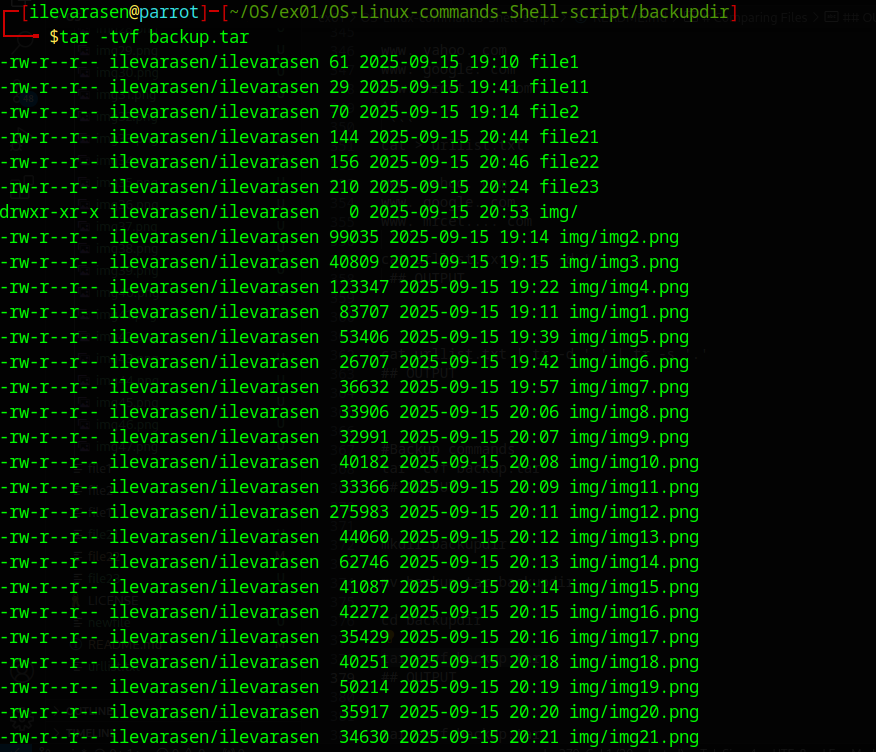 ┌─[ilevarasen@parrot]─[~/OS/ex01/OS-Linux-commands-Shell-script/backupdir]
└──╼ $tar -tvf backup.tar
-rw-r--r-- ilevarasen/ilevarasen 61 2025-09-15 19:10 file1
-rw-r--r-- ilevarasen/ilevarasen 29 2025-09-15 19:41 file11
-rw-r--r-- ilevarasen/ilevarasen 70 2025-09-15 19:14 file2
-rw-r--r-- ilevarasen/ilevarasen 144 2025-09-15 20:44 file21
-rw-r--r-- ilevarasen/ilevarasen 156 2025-09-15 20:46 file22
-rw-r--r-- ilevarasen/ilevarasen 210 2025-09-15 20:24 file23
drwxr-xr-x ilevarasen/ilevarasen   0 2025-09-15 20:53 img/
-rw-r--r-- ilevarasen/ilevarasen 99035 2025-09-15 19:14 img/img2.png
-rw-r--r-- ilevarasen/ilevarasen 40809 2025-09-15 19:15 img/img3.png
-rw-r--r-- ilevarasen/ilevarasen 123347 2025-09-15 19:22 img/img4.png
-rw-r--r-- ilevarasen/ilevarasen  83707 2025-09-15 19:11 img/img1.png
-rw-r--r-- ilevarasen/ilevarasen  53406 2025-09-15 19:39 img/img5.png
-rw-r--r-- ilevarasen/ilevarasen  26707 2025-09-15 19:42 img/img6.png
-rw-r--r-- ilevarasen/ilevarasen  36632 2025-09-15 19:57 img/img7.png
-rw-r--r-- ilevarasen/ilevarasen  33906 2025-09-15 20:06 img/img8.png
-rw-r--r-- ilevarasen/ilevarasen  32991 2025-09-15 20:07 img/img9.png
-rw-r--r-- ilevarasen/ilevarasen  40182 2025-09-15 20:08 img/img10.png
-rw-r--r-- ilevarasen/ilevarasen  33366 2025-09-15 20:09 img/img11.png
-rw-r--r-- ilevarasen/ilevarasen 275983 2025-09-15 20:11 img/img12.png
-rw-r--r-- ilevarasen/ilevarasen  44060 2025-09-15 20:12 img/img13.png
-rw-r--r-- ilevarasen/ilevarasen  62746 2025-09-15 20:13 img/img14.png
-rw-r--r-- ilevarasen/ilevarasen  41087 2025-09-15 20:14 img/img15.png
-rw-r--r-- ilevarasen/ilevarasen  42272 2025-09-15 20:15 img/img16.png
-rw-r--r-- ilevarasen/ilevarasen  35429 2025-09-15 20:16 img/img17.png
-rw-r--r-- ilevarasen/ilevarasen  40251 2025-09-15 20:18 img/img18.png
-rw-r--r-- ilevarasen/ilevarasen  50214 2025-09-15 20:19 img/img19.png
-rw-r--r-- ilevarasen/ilevarasen  35917 2025-09-15 20:20 img/img20.png
-rw-r--r-- ilevarasen/ilevarasen  34630 2025-09-15 20:21 img/img21.png